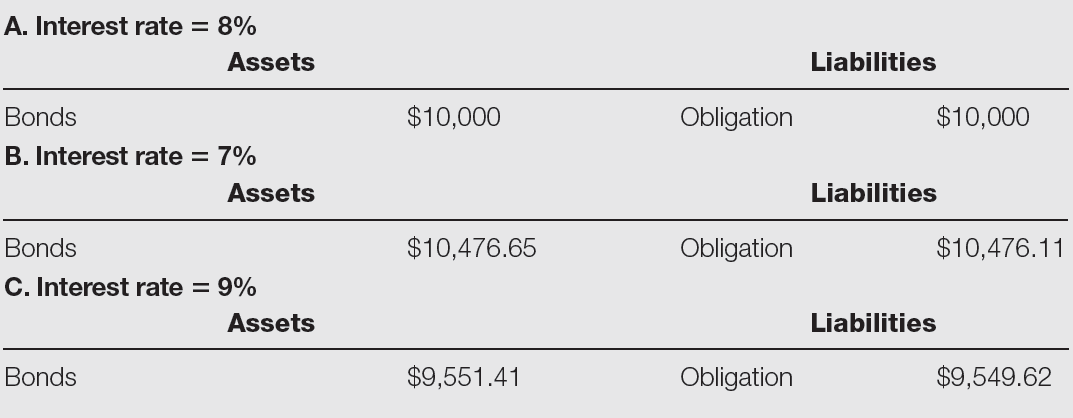 A. Interest rate = 8%
Assets Liabilities
Bonds $10,000 Obligation $10,000
B. Interest rate = 7%
Assets Liabilities
Bonds $10,476.65 Obligation $10,476.11
C. Interest rate = 9%
Assets Liabilities
Bonds $9,551.41 Obligation $9,549.62